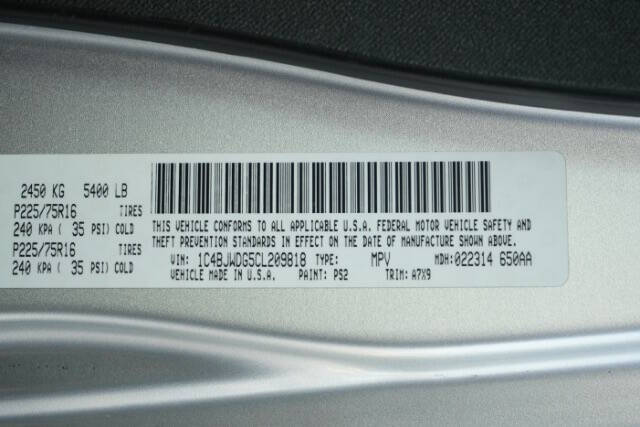 2450 KG 5400 LB
P225/75R16 TIRES
240 KPA ( 35 PSI) COLD
P225/75R16 TIRES
240 KPA ( 35 PSI) COLD
THIS VEHICLE CONFORMS TO ALL APPLICABLE U.S.A. FEDERAL MOTOR VEHICLE SAFETY AND
THEFT PREVENTION STANDARDS IN EFFECT ON THE DATE OF MANUFACTURE SHOWN ABOVE.
VIN: 1C4BJWDG5CL209818 TYPE: MPV MDH: 022314 650AA
VEHICLE MADE IN U.S.A. PAINT: PS2 TRIM: A7X9